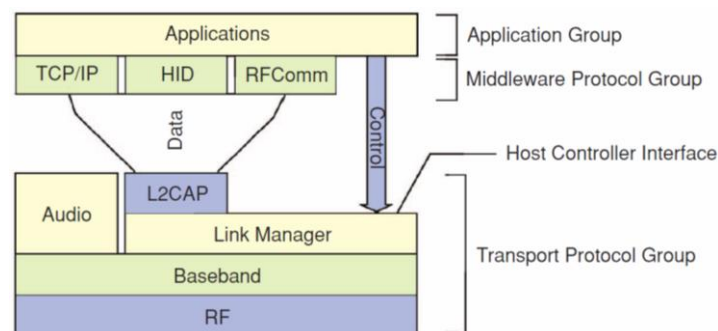 Applications
Application Group
TCP/IP HID RFComm
Middleware Protocol Group
Data
Control
Host Controller Interface
L2CAP
Audio
Link Manager
Transport Protocol Group
Baseband
RF